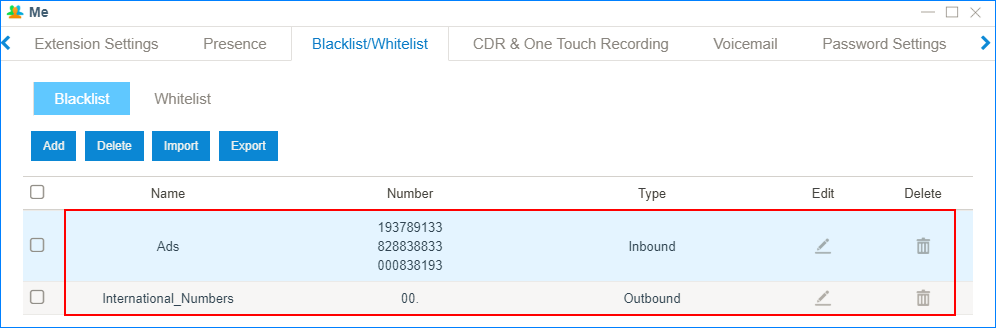 Me
Extension Settings Presence Blacklist/Whitelist CDR & One Touch Recording Voicemail Password Settings
Blacklist Whitelist
Add Delete Import Export
Name Number Type Edit Delete
193789133
Ads 828838833 Inbound
000838193
International_Numbers 00. Outbound